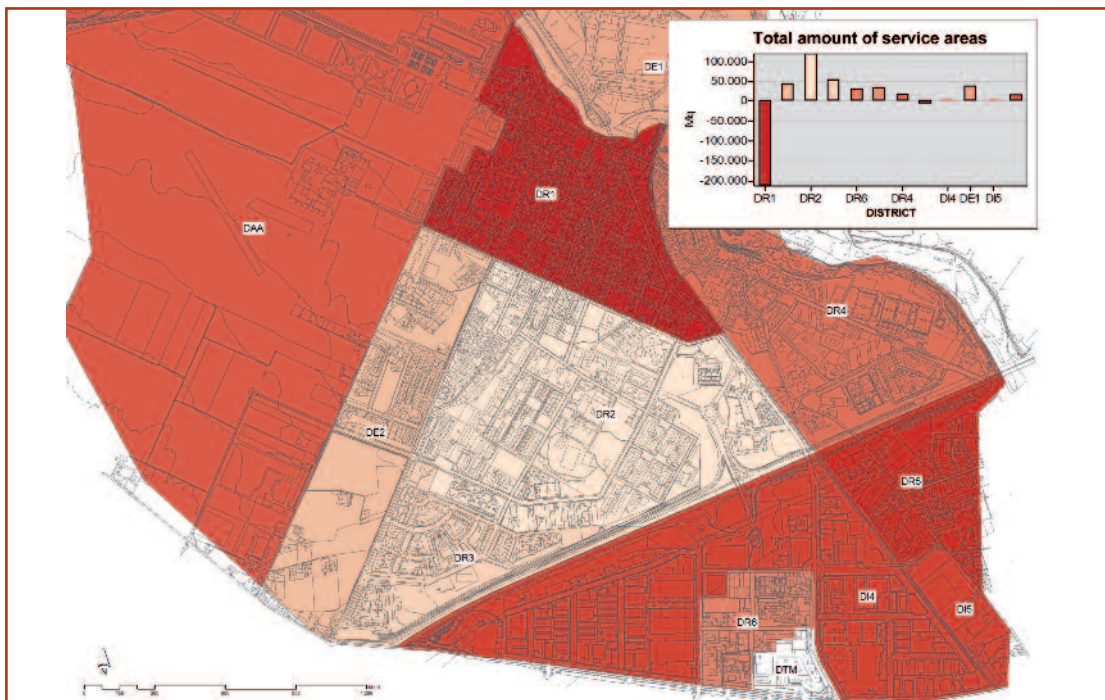 Total amount of service areas
100.000
50.000
0
-50.000
-100.000
-150.000
-200.000
Mq
DR1 DR2 DR6 DR4 DI4 DE1 DI5
DISTRICT
DE1
DR1
DAA
DR4
DR2
DE2
DR5
DR3
DI4
DI5
DR6
DTM